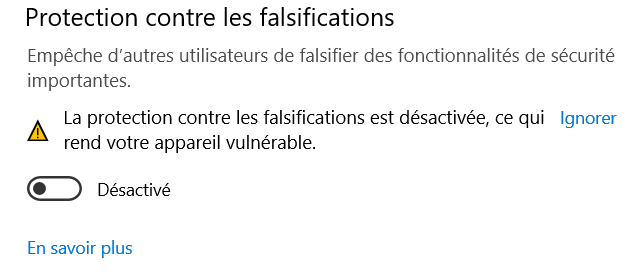 Protection contre les falsifications
Empêche d’autres utilisateurs de falsifier des fonctionnalités de sécurité
importantes.
La protection contre les falsifications est désactivée, ce qui Ignorer
rend votre appareil vulnérable.
Désactivé
En savoir plus